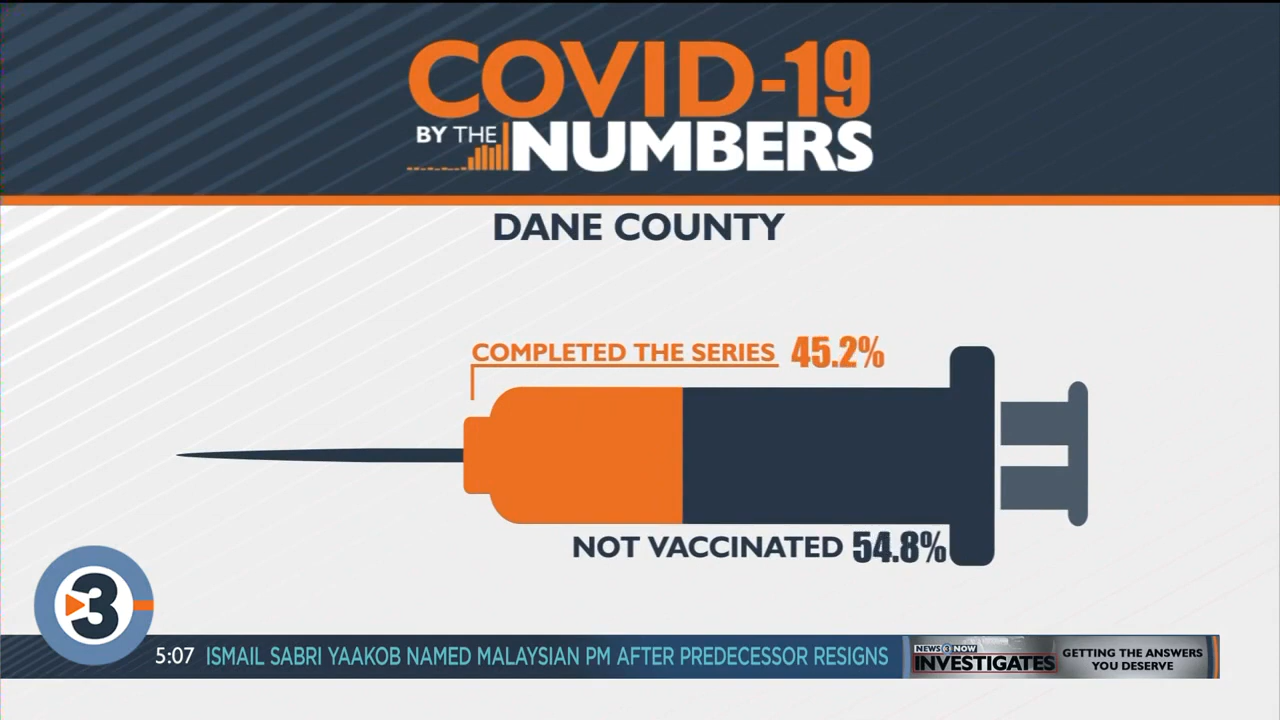 COVID-19
BY THE NUMBERS
DANE COUNTY
COMPLETED THE SERIES 45.2%
NOT VACCINATED 54.8%
3
5:07 ISMAIL SABRI YAAKOB NAMED MALAYSIAN PM AFTER PREDECESSOR RESIGNS
NEWS 3 NOW
INVESTIGATES
GETTING THE ANSWERS
YOU DESERVE